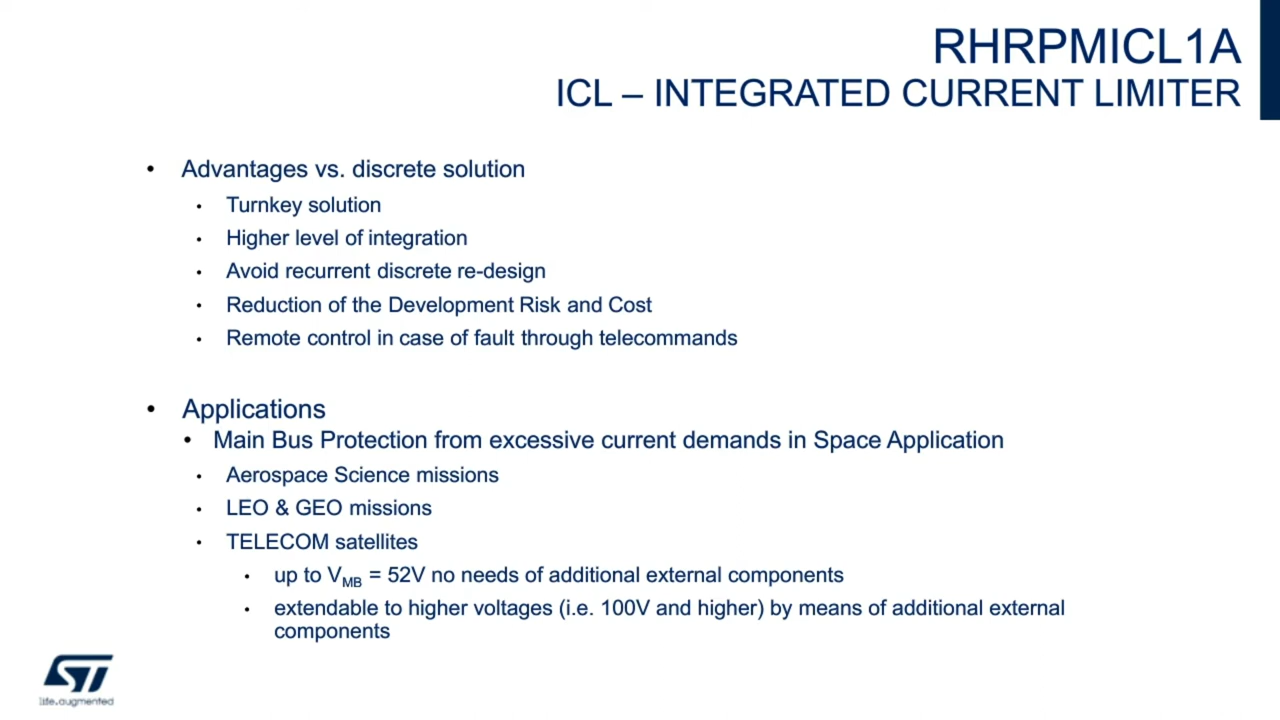 RHRPMICL1A
ICL – INTEGRATED CURRENT LIMITER
• Advantages vs. discrete solution
• Turnkey solution
• Higher level of integration
• Avoid recurrent discrete re-design
• Reduction of the Development Risk and Cost
• Remote control in case of fault through telecommands
• Applications
• Main Bus Protection from excessive current demands in Space Application
• Aerospace Science missions
• LEO & GEO missions
• TELECOM satellites
• up to VMB = 52V no needs of additional external components
• extendable to higher voltages (i.e. 100V and higher) by means of additional external
components
ST
life.augmented